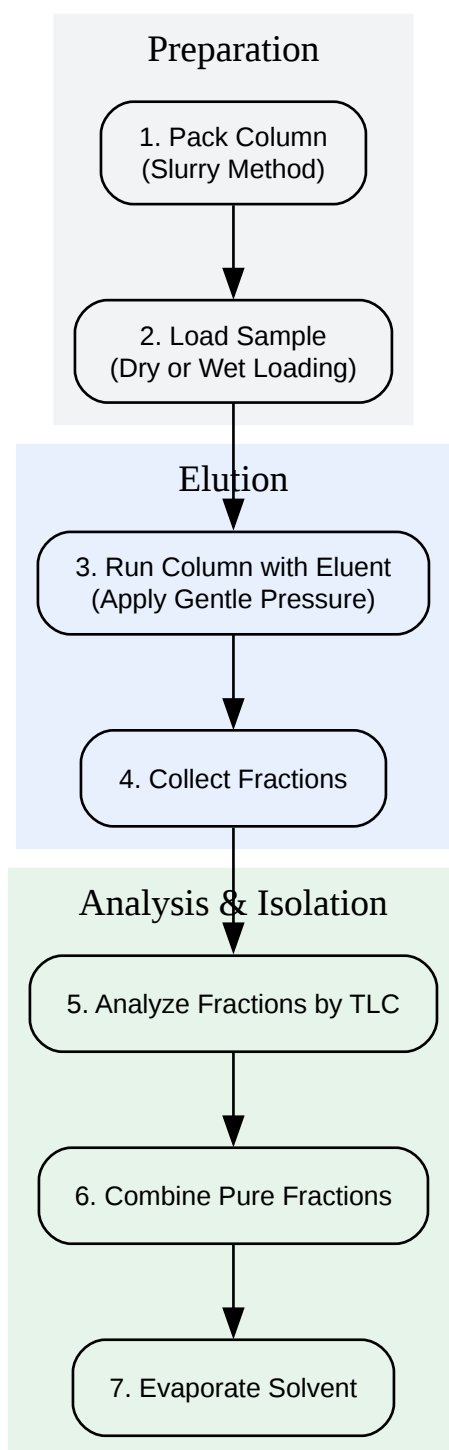 Preparation
1. Pack Column
(Slurry Method)
2. Load Sample
(Dry or Wet Loading)
Elution
3. Run Column with Eluent
(Apply Gentle Pressure)
4. Collect Fractions
Analysis & Isolation
5. Analyze Fractions by TLC
6. Combine Pure Fractions
7. Evaporate Solvent